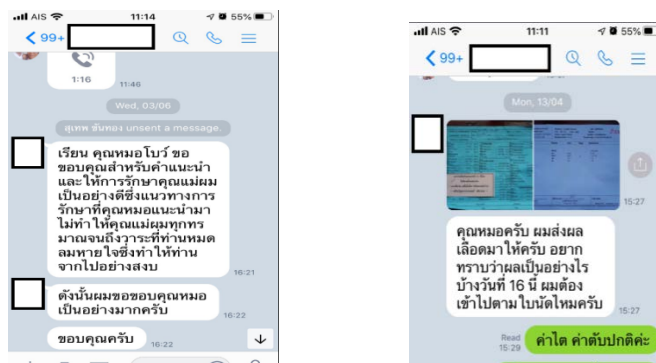 AIS 11:14 55%
99+
1:16
11:46
Wed, 03/06
สุเทพ ขันทอง unsent a message.
เรียน คุณหมอโบว์ ขอ
ขอบคุณสำหรับคำแนะนำ
และให้การรักษาคุณแม่ผม
เป็นอย่างดีซึ่งแนวทางการ
รักษาที่คุณหมอแนะนำมา
ไม่ทำให้คุณแม่ผมทุกทร
มาณจนถึงวาระที่ท่านหมด
ลมหายใจซึ่งทำให้ท่าน
จากไปอย่างสงบ
16:21
ดังนั้นผมขอขอบคุณหมอ
เป็นอย่างมากครับ
16:22
ขอบคุณครับ
16:22
AIS 11:11 55%
99+
Mon, 13/04
15:27
คุณหมอครับ ผมส่งผล
เลือดมาให้ครับ อยาก
ทราบว่าผลเป็นอย่างไร
บ้างวันที่ 16 นี้ ผมต้อง
เข้าไปตามใบนัดไหมครับ
15:27
Read
15:29
ค่าไต ค่าตับปกติค่ะ